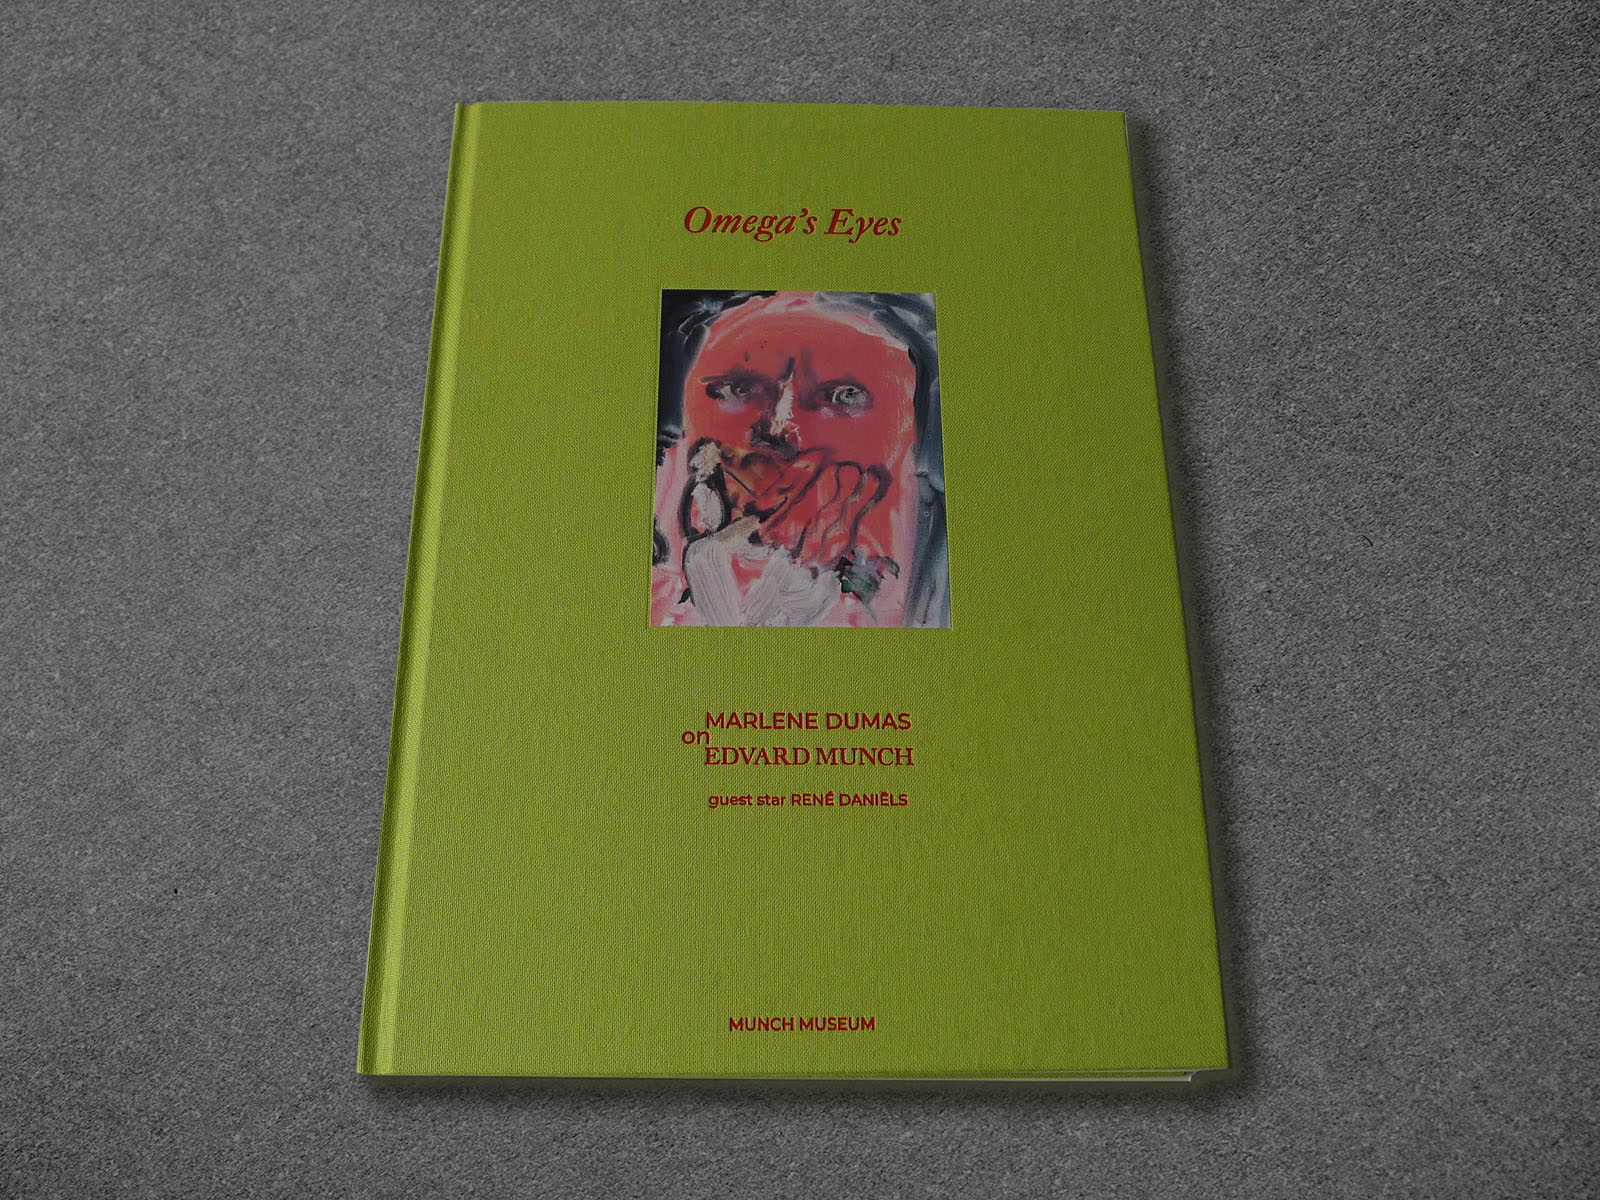 Omega’s Eyes
MARLENE DUMAS
on
EDVARD MUNCH
guest star RENÉ DANIËLS
MUNCH MUSEUM